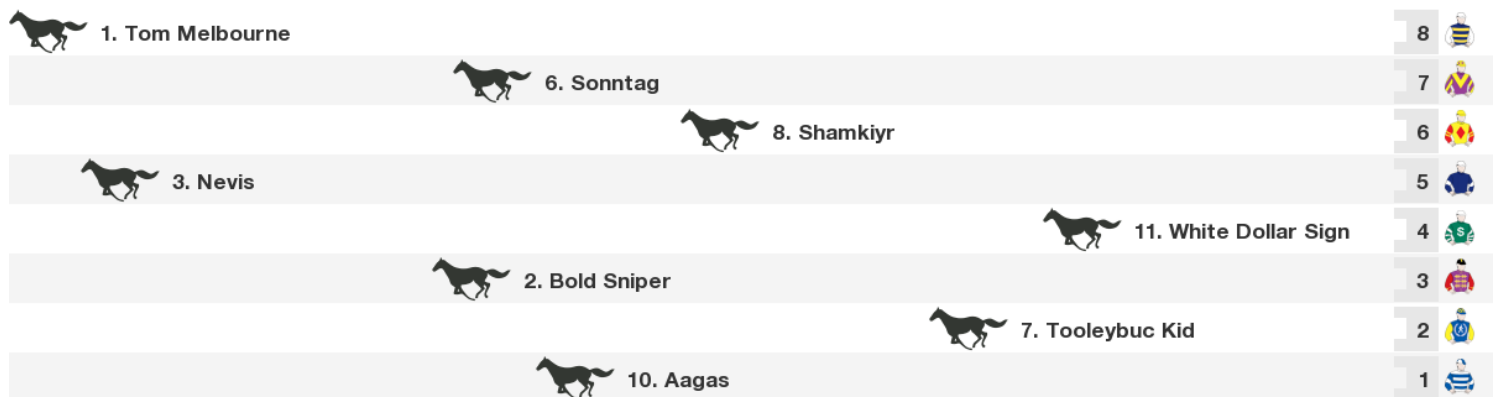 1. Tom Melbourne 8
6. Sonntag 7
8. Shamkiyr 6
3. Nevis 5
11. White Dollar Sign 4 S
2. Bold Sniper 3
7. Tooleybuc Kid 2
10. Aagas 1